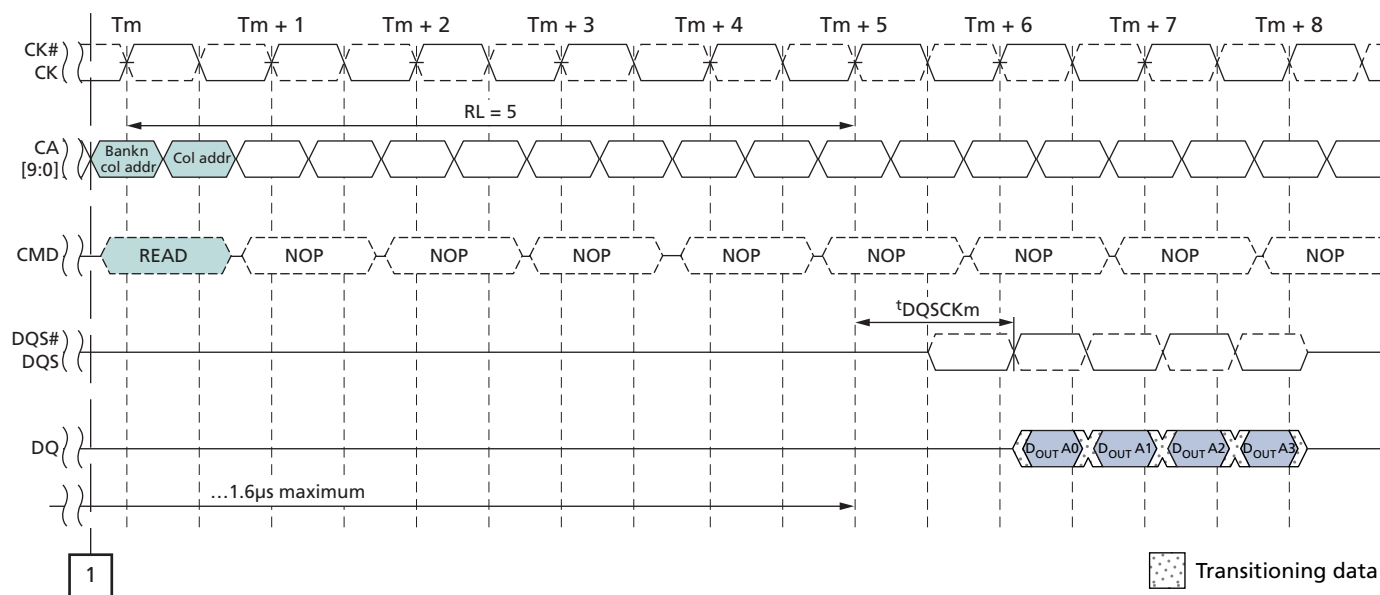 Tm Tm + 1 Tm + 2 Tm + 3 Tm + 4 Tm + 5 Tm + 6 Tm + 7 Tm + 8
CK#
CK
RL = 5
CA
[9:0]
Bankn
col addr
Col addr
CMD READ NOP NOP NOP NOP NOP NOP NOP NOP
tDQSCKm
DQS#
DQS
DQ DOUT A0 DOUT A1 DOUT A2 DOUT A3
…1.6μs maximum
1
Transitioning data